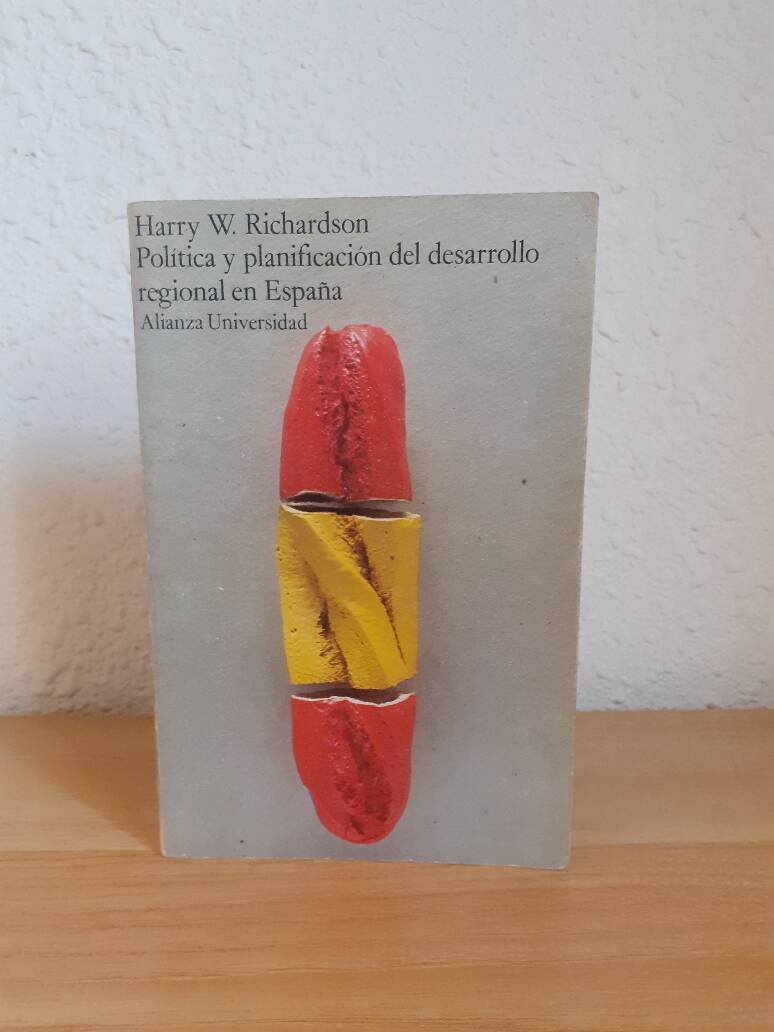 Harry W. Richardson
Política y planificación del desarrollo
regional en España
Alianza Universidad